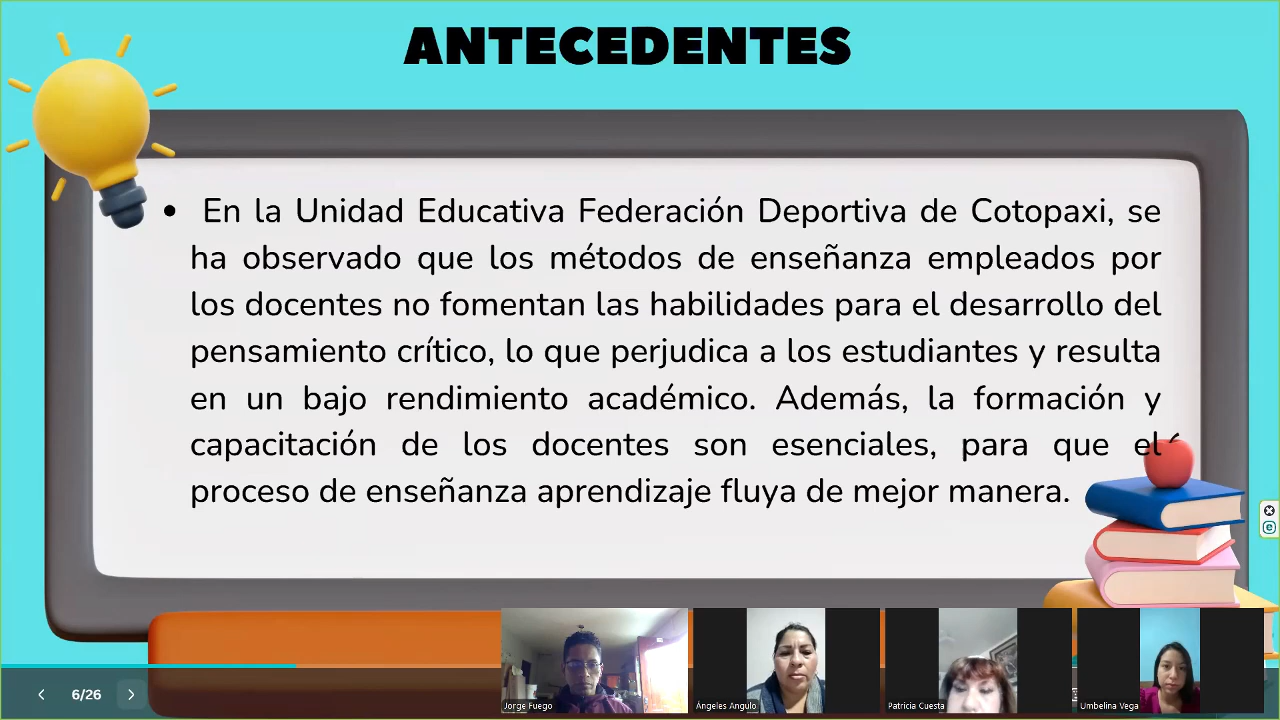 ANTECEDENTES
• En la Unidad Educativa Federación Deportiva de Cotopaxi, se
ha observado que los métodos de enseñanza empleados por
los docentes no fomentan las habilidades para el desarrollo del
pensamiento crítico, lo que perjudica a los estudiantes y resulta
en un bajo rendimiento académico. Además, la formación y
capacitación de los docentes son esenciales, para que el
proceso de enseñanza aprendizaje fluya de mejor manera.
6/26
Jorge Fuego
Ángeles Angulo
Patricia Cuesta
Umbelina Vega